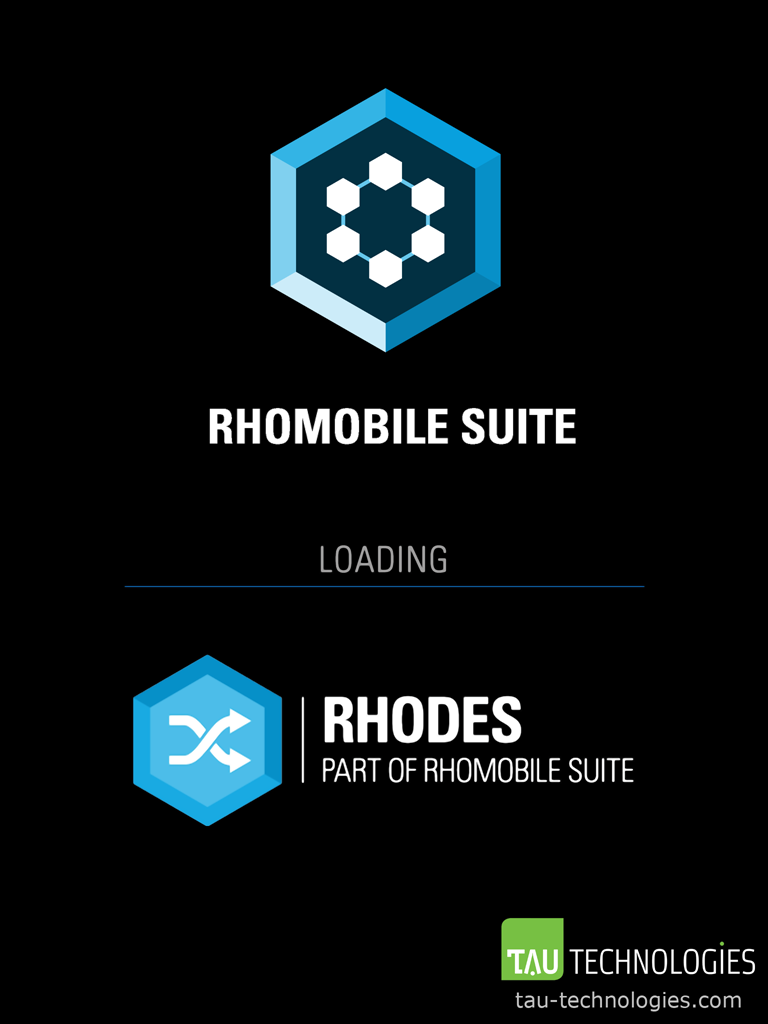 RHOMOBILE SUITE
LOADING
RHODES
PART OF RHOMOBILE SUITE
TAU TECHNOLOGIES
tau-technologies.com